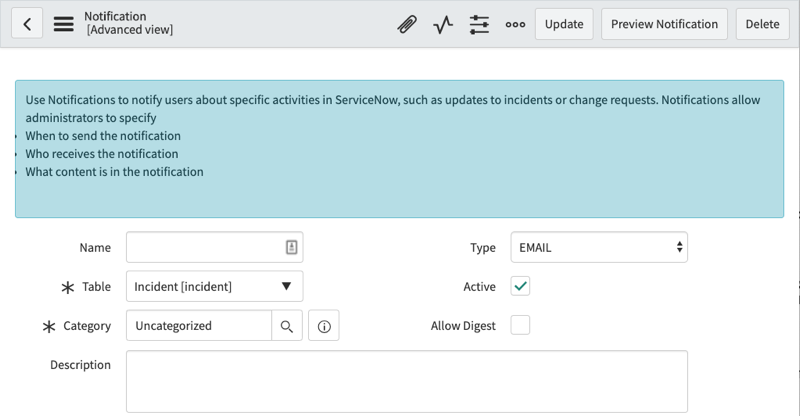 Notification
[Advanced view]
Update
Preview Notification
Delete
Use Notifications to notify users about specific activities in ServiceNow, such as updates to incidents or change requests. Notifications allow
administrators to specify
When to send the notification
Who receives the notification
What content is in the notification
Name
Type EMAIL
Table Incident [incident]
Active
Category Uncategorized
Allow Digest
Description